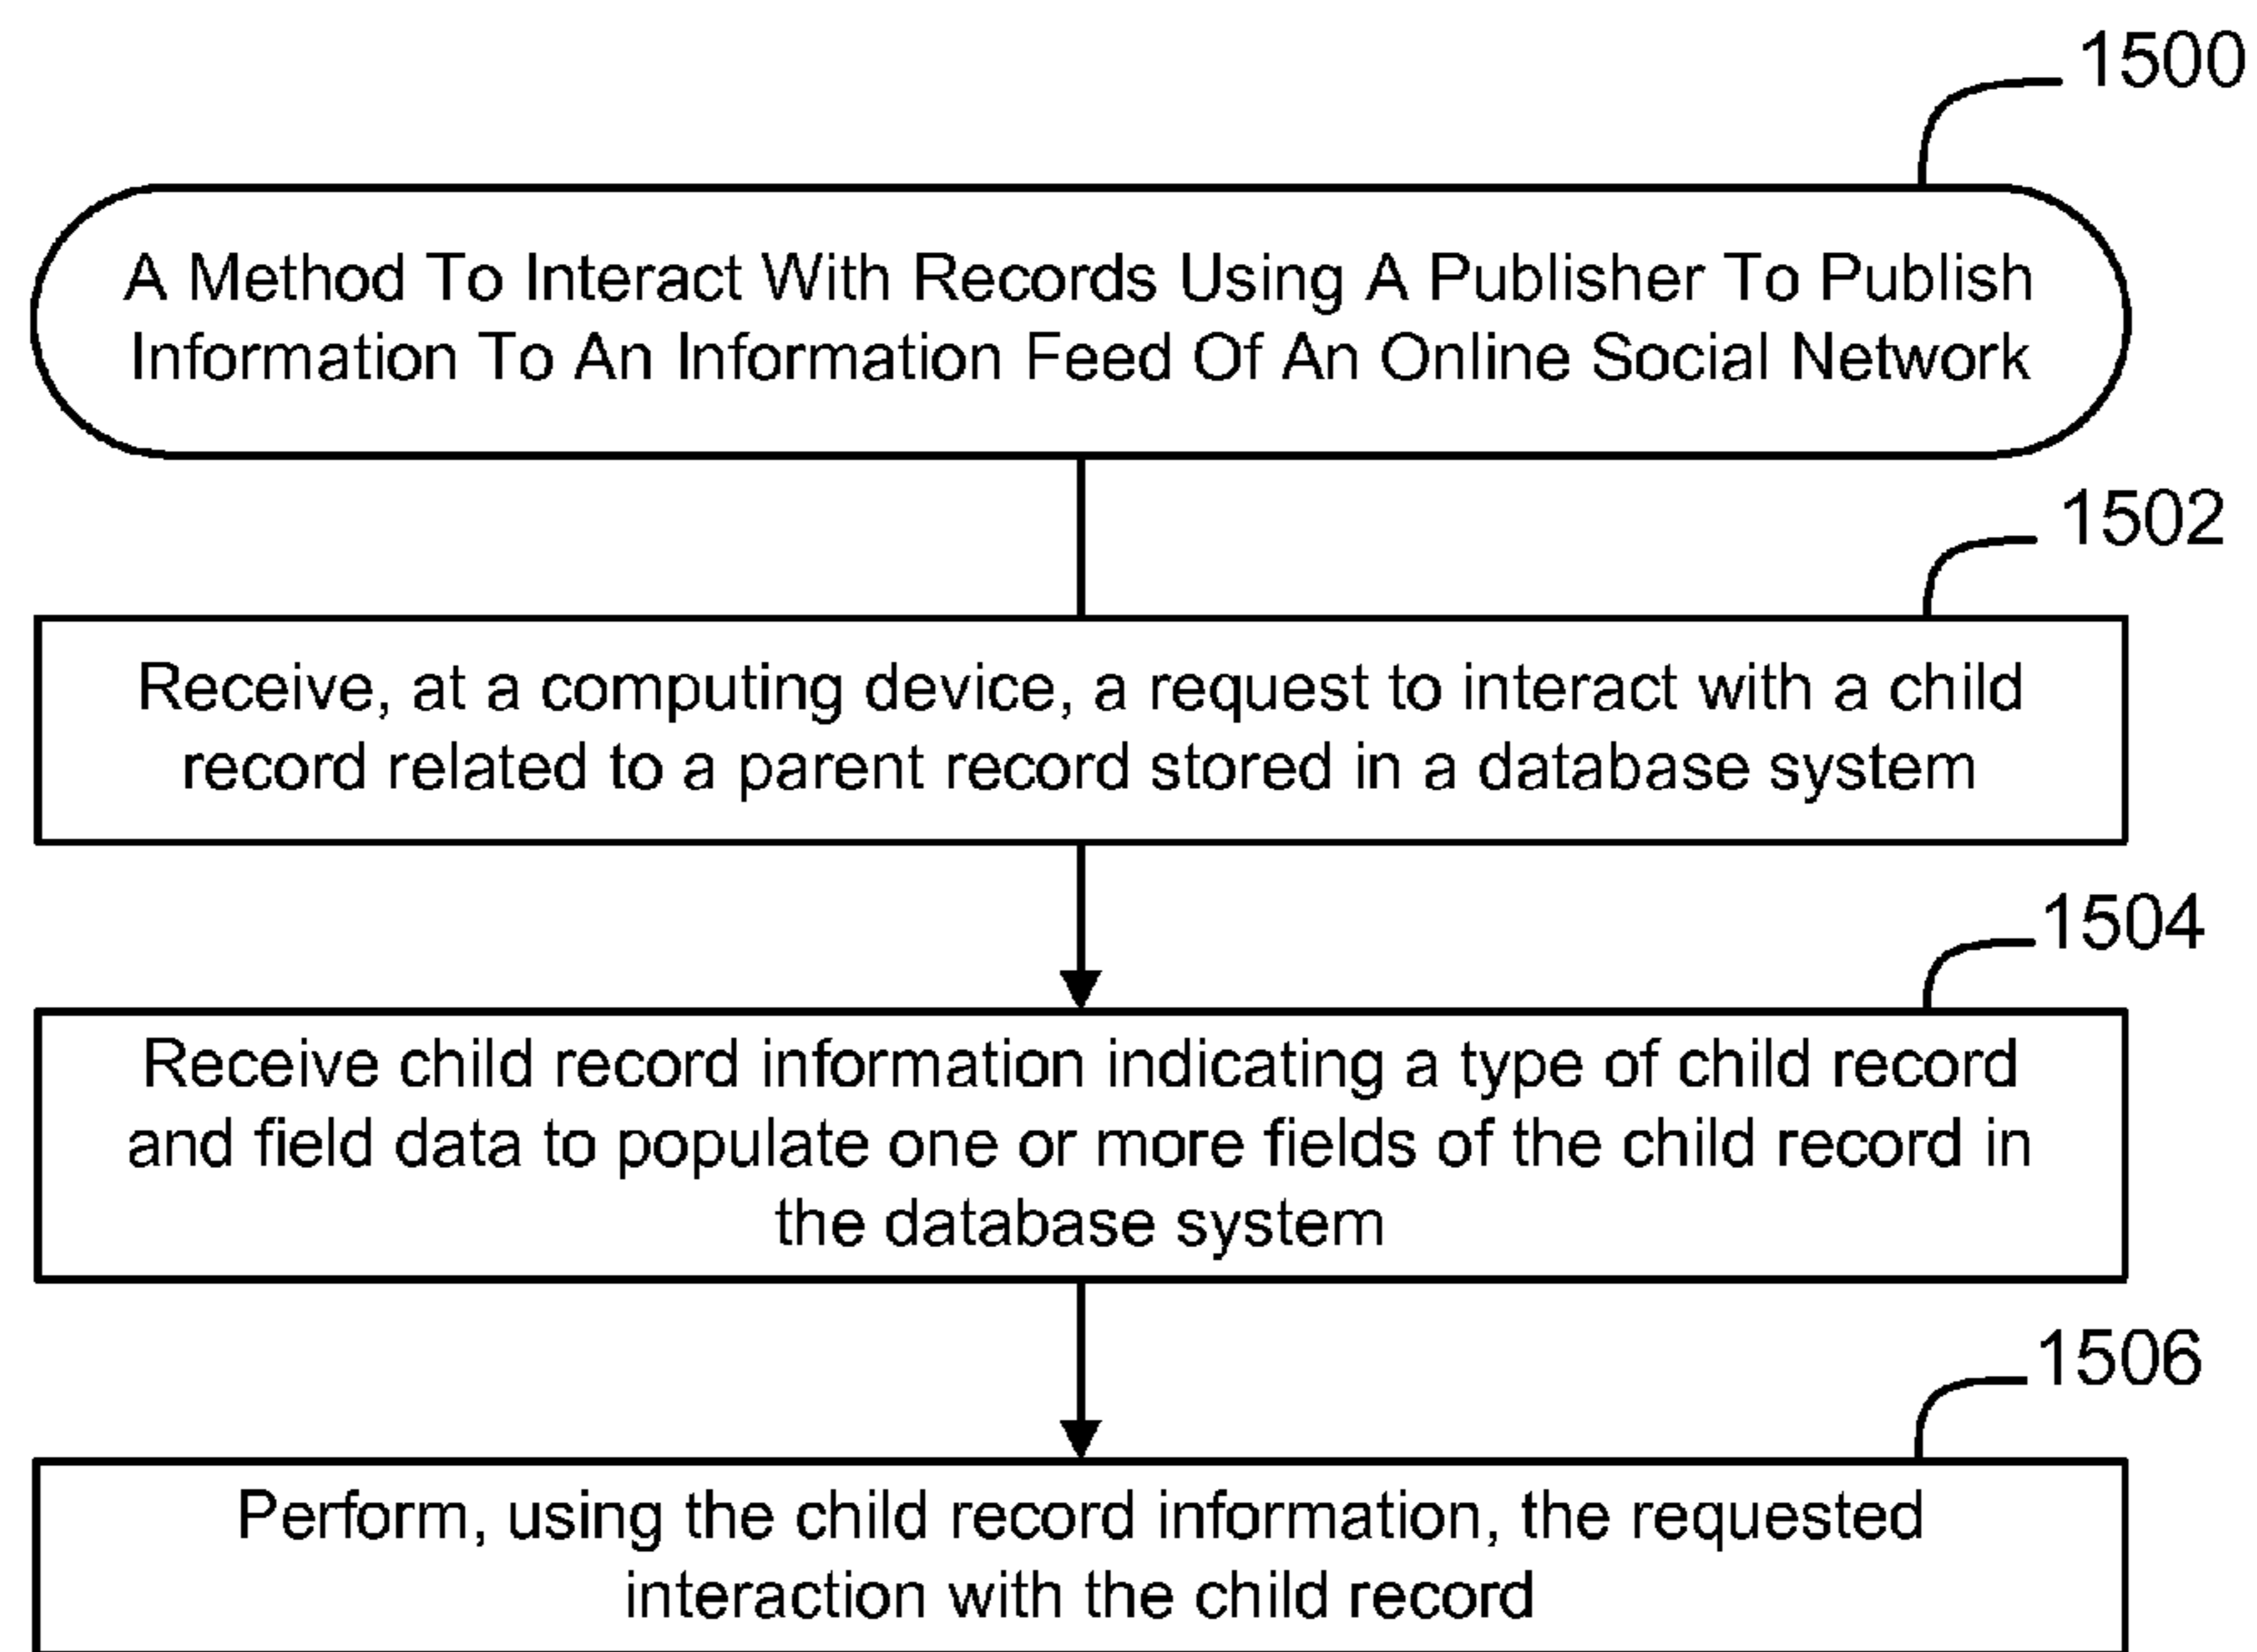 1500
A Method To Interact With Records Using A Publisher To Publish
Information To An Information Feed Of An Online Social Network
1502
Receive, at a computing device, a request to interact with a child
record related to a parent record stored in a database system
1504
Receive child record information indicating a type of child record
and field data to populate one or more fields of the child record in
the database system
1506
Perform, using the child record information, the requested
interaction with the child record